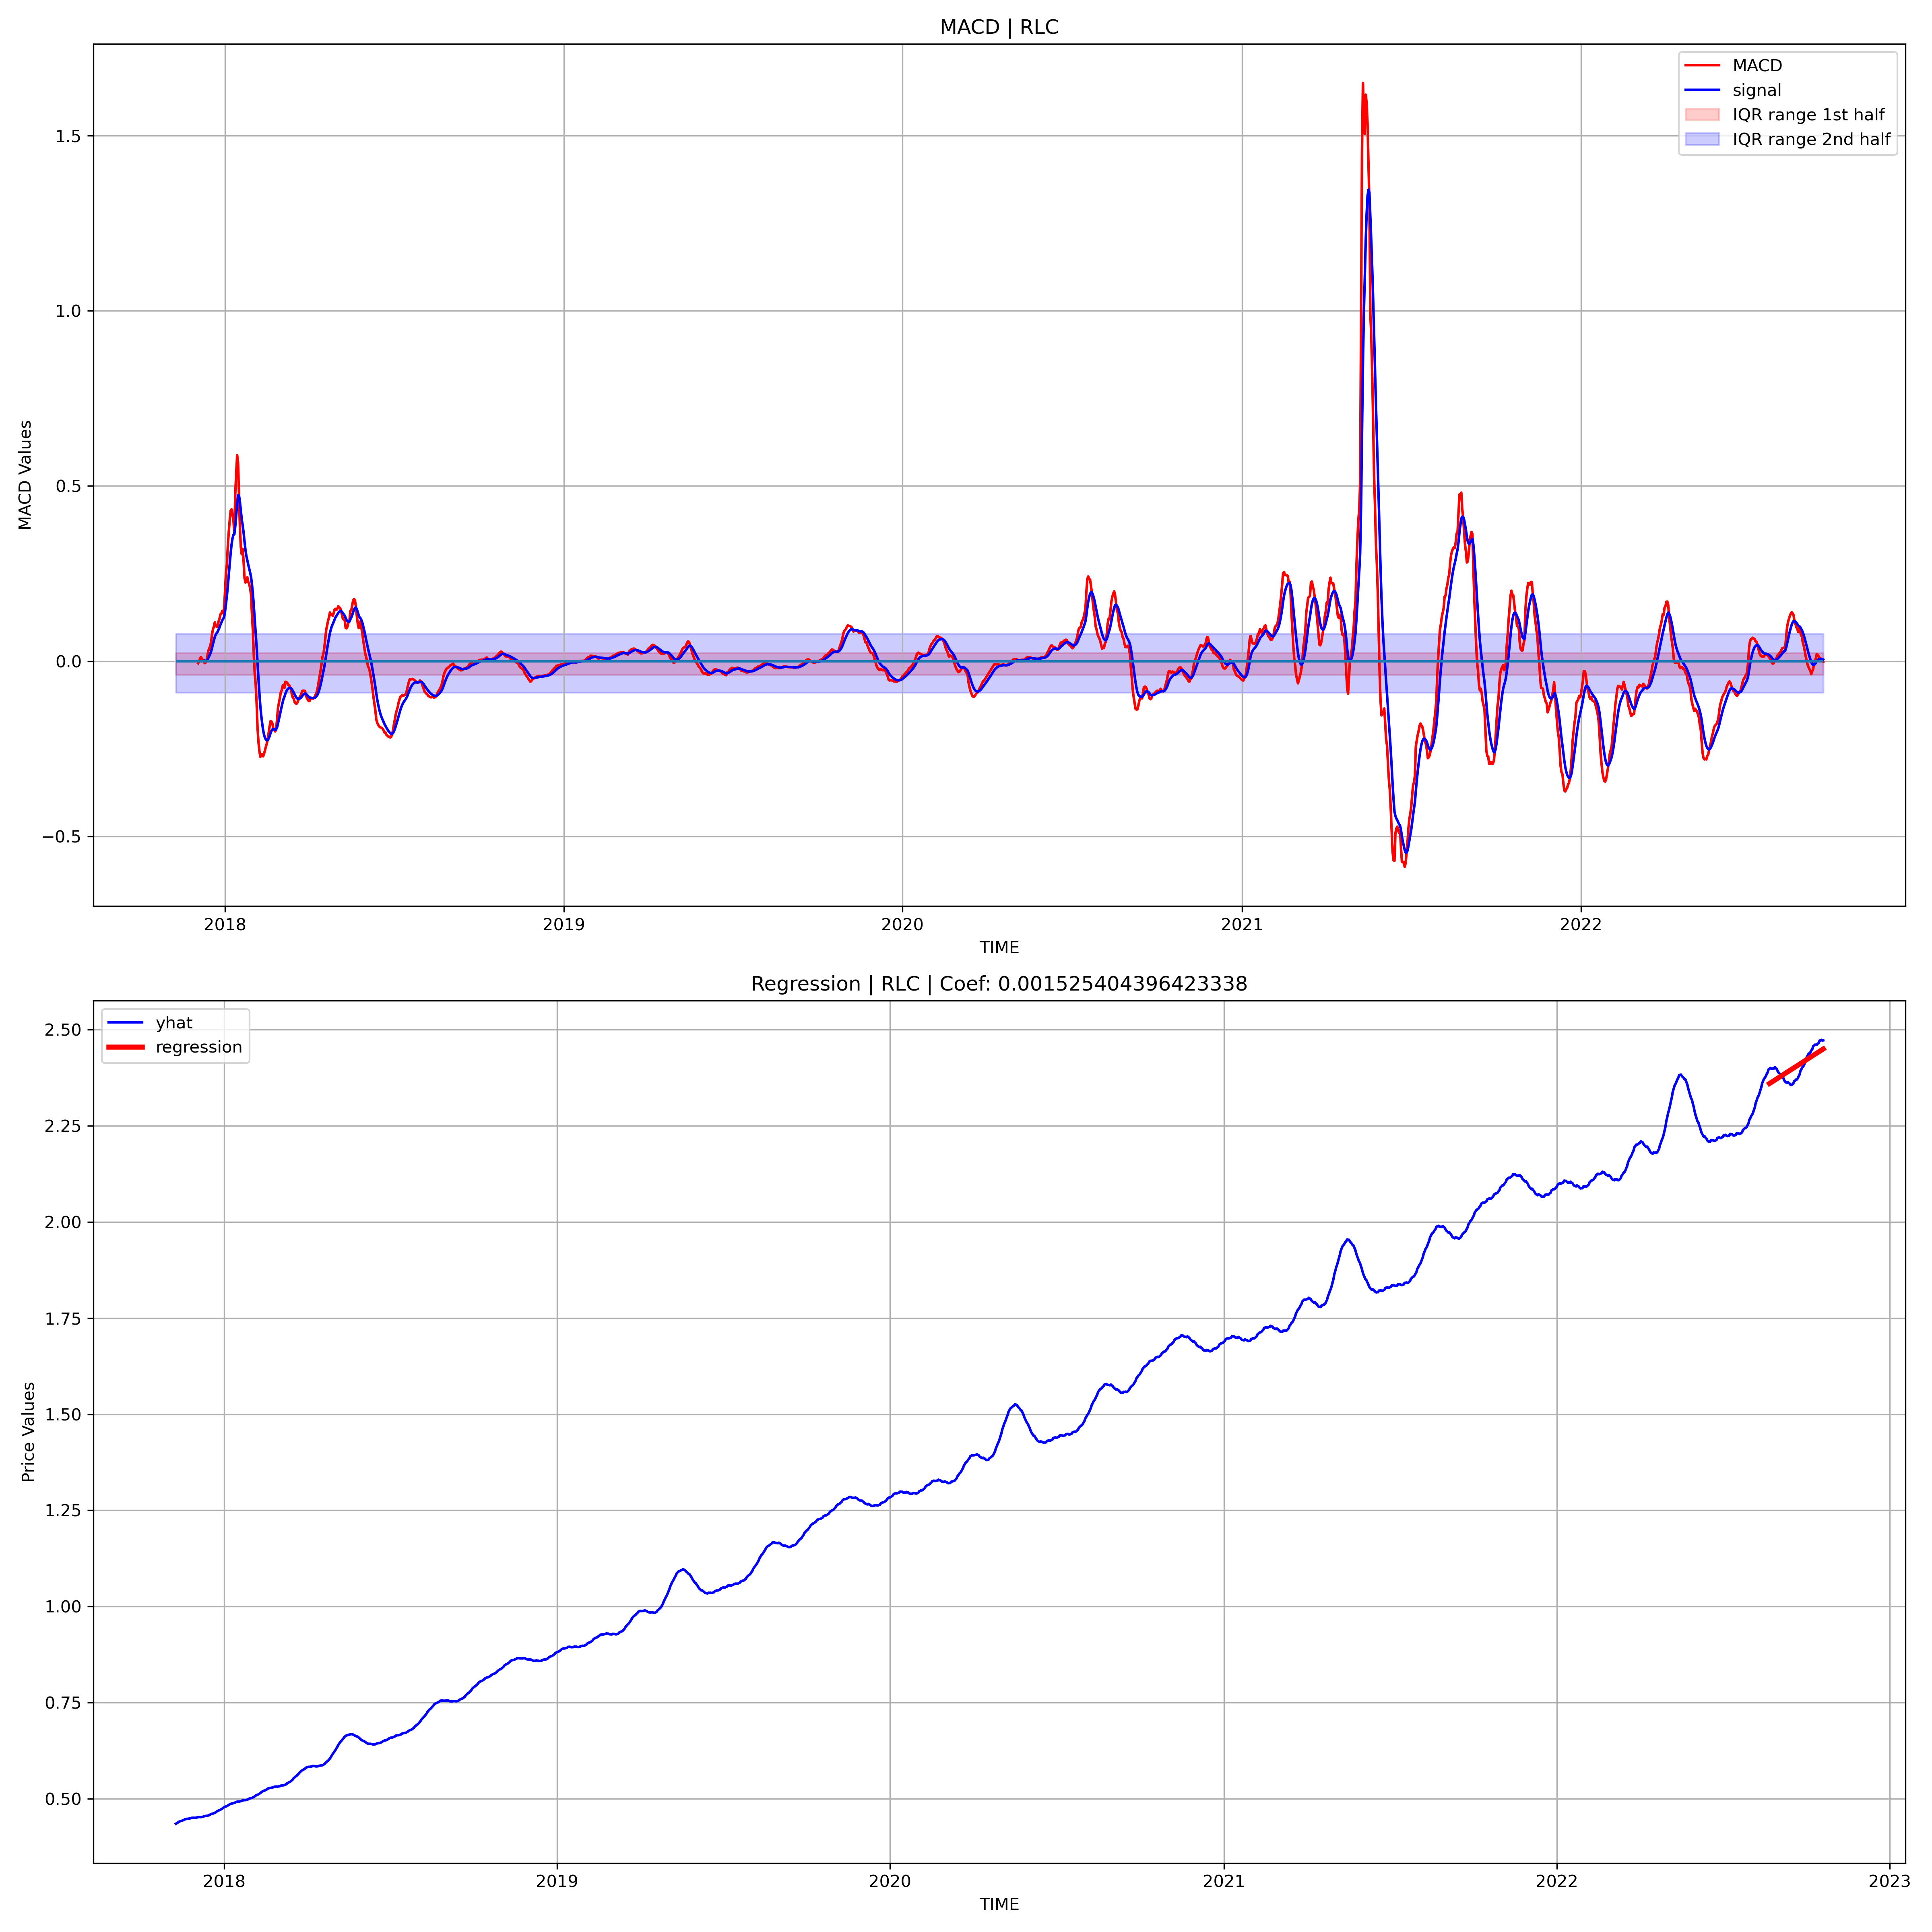 MACD | RLC
MACD
signal
IQR range 1st half
IQR range 2nd half
MACD Values
1.5
1.0
0.5
0.0
−0.5
2018 2019 2020 2021 2022
TIME
Regression | RLC | Coef: 0.001525404396423338
yhat
regression
Price Values
2.50
2.25
2.00
1.75
1.50
1.25
1.00
0.75
0.50
2018 2019 2020 2021 2022 2023
TIME